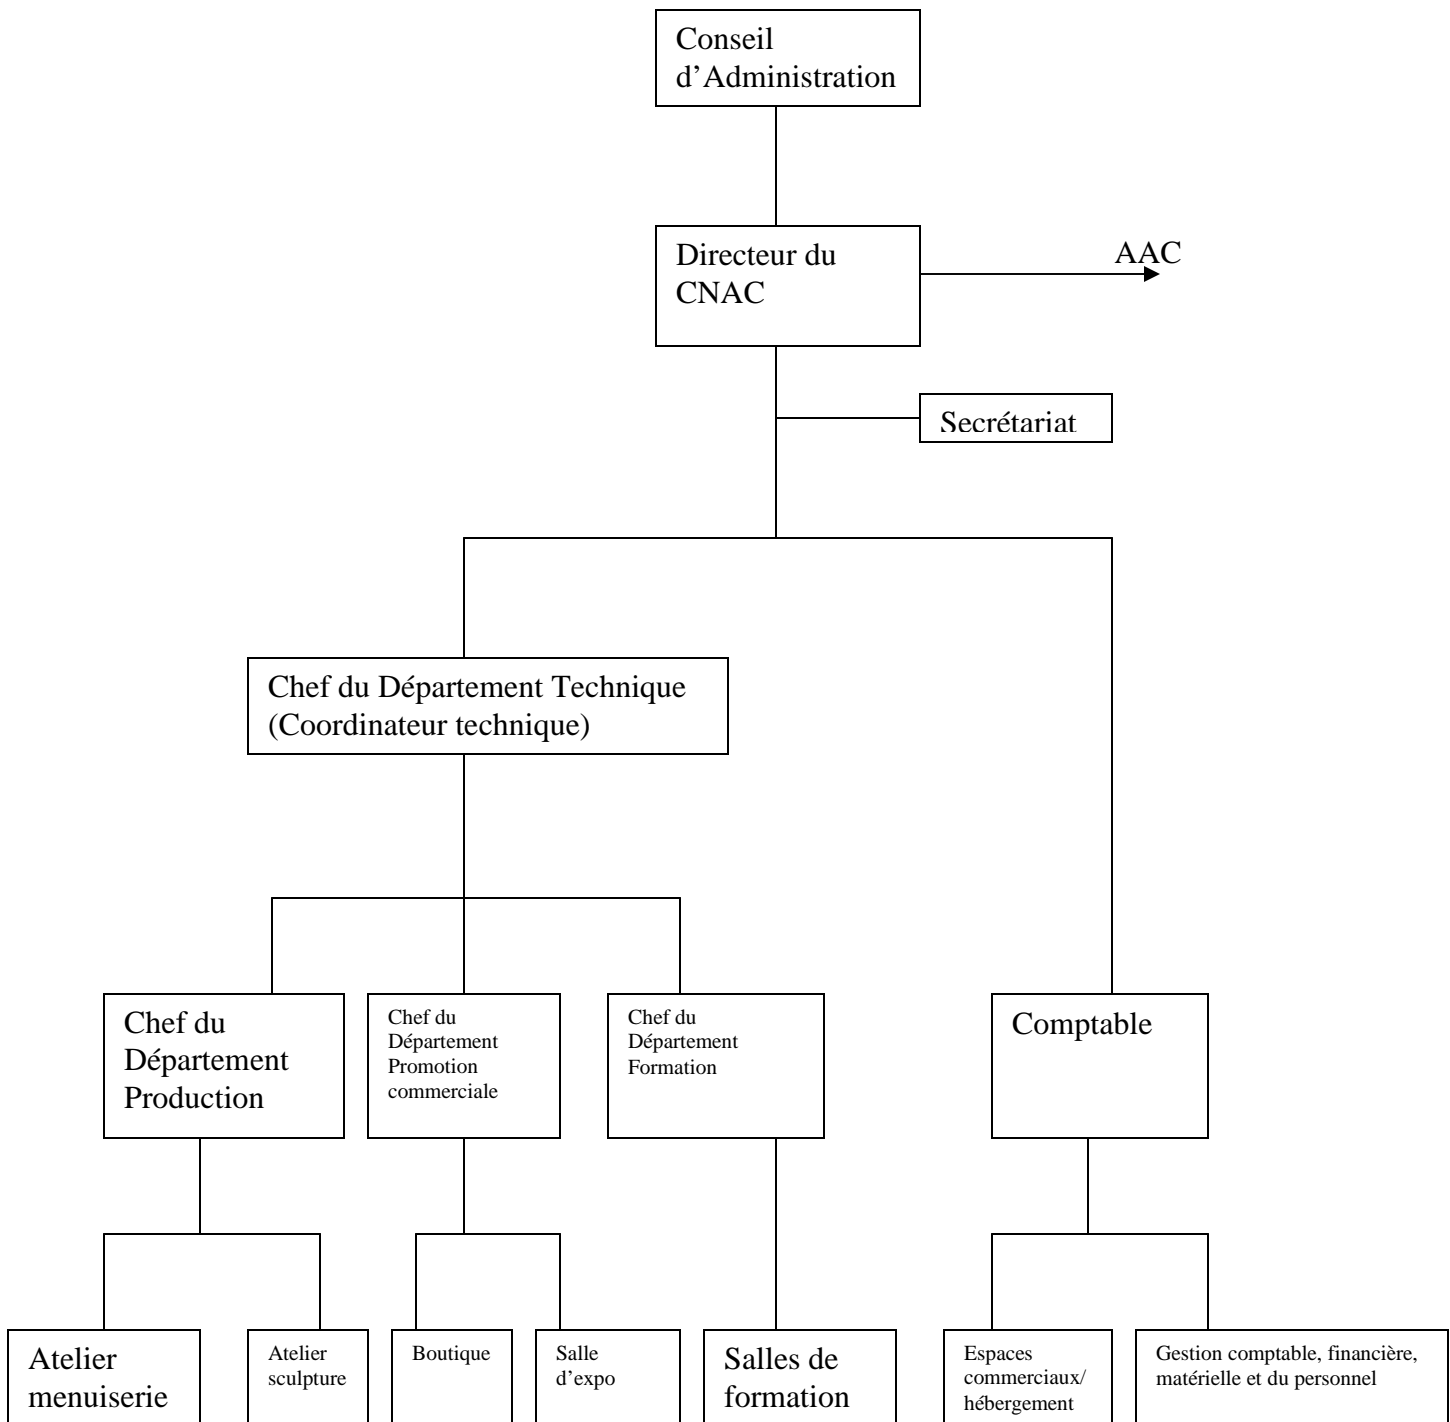 Conseil
d’Administration
Directeur du
CNAC
AAC
Secrétariat
Chef du Département Technique
(Coordinateur technique)
Chef du
Département
Production
Chef du
Département
Promotion
commerciale
Chef du
Département
Formation
Comptable
Atelier
menuiserie
Atelier
sculpture
Boutique
Salle
d’expo
Salles de
formation
Espaces
commerciaux/
hébergement
Gestion comptable, financière,
matérielle et du personnel